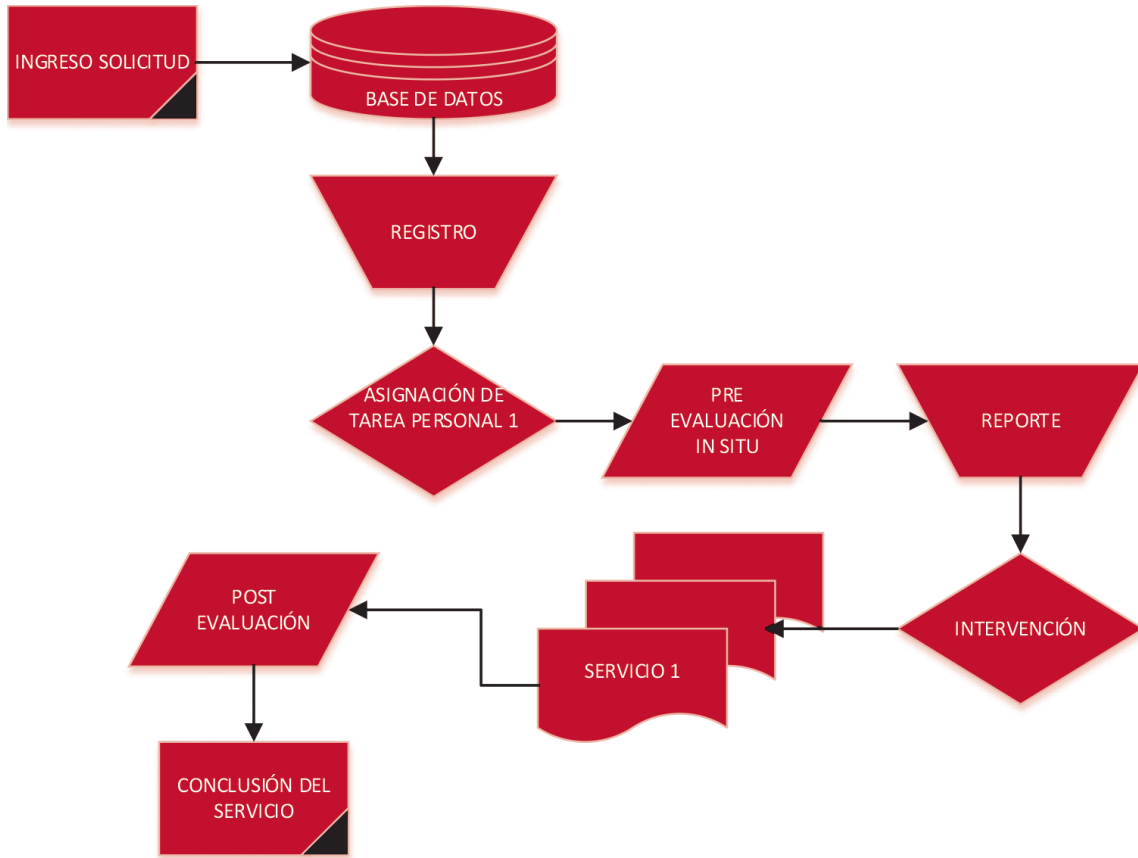 INGRESO SOLICITUD
BASE DE DATOS
REGISTRO
ASIGNACIÓN DE
TAREA PERSONAL 1
PRE
EVALUACIÓN
IN SITU
REPORTE
INTERVENCIÓN
SERVICIO 1
POST
EVALUACIÓN
CONCLUSIÓN DEL
SERVICIO